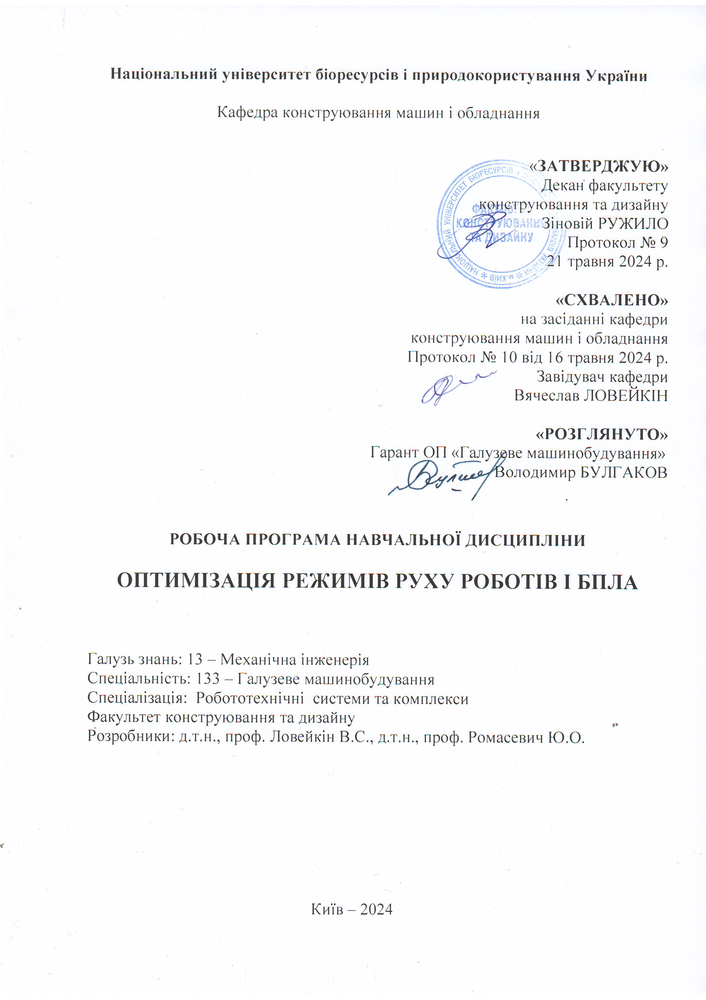 Національний університет біоресурсів і природокористування України
Кафедра конструювання машин і обладнання
«ЗАТВЕРДЖУЮ»
Декан факультету
конструювання та дизайну
Зіновій РУЖИЛО
Протокол № 9
21 травня 2024 р.
НАЦІОНАЛЬНИЙ УНІВЕРСИТЕТ БІОРЕСУРСІВ І УКРАЇНИ * м.КИЇВ *
ФАКУЛЬТЕТ
КОНСТРУЮВАННЯ
ТА ДИЗАЙНУ
«СХВАЛЕНО»
на засіданні кафедри
конструювання машин і обладнання
Протокол № 10 від 16 травня 2024 р.
Завідувач кафедри
Вячеслав ЛОВЕЙКІН
«РОЗГЛЯНУТО»
Гарант ОП «Галузеве машинобудування»
Володимир БУЛГАКОВ
РОБОЧА ПРОГРАМА НАВЧАЛЬНОЇ ДИСЦИПЛІНИ
ОПТИМІЗАЦІЯ РЕЖИМІВ РУХУ РОБОТІВ І БПЛА
Галузь знань: 13 – Механічна інженерія
Спеціальність: 133 – Галузеве машинобудування
Спеціалізація: Робототехнічні системи та комплекси
Факультет конструювання та дизайну
Розробники: д.т.н., проф. Ловейкін В.С., д.т.н., проф. Ромасевич Ю.О.
Київ – 2024